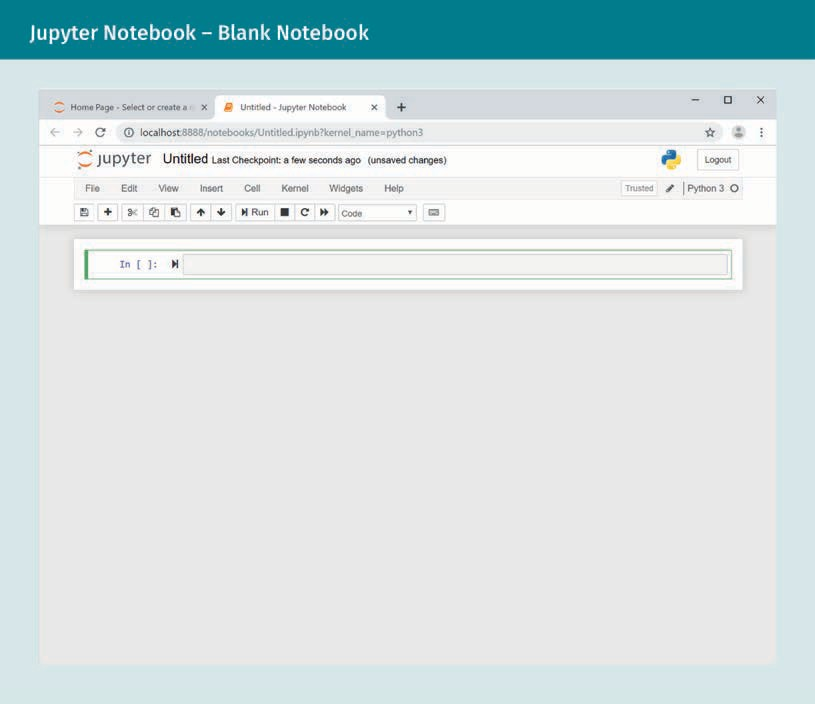 Jupyter Notebook – Blank Notebook
Home Page - Select or create a n
Untitled - Jupyter Notebook
localhost:8888/notebooks/Untitled.ipynb?kernel_name=python3
jupyter Untitled Last Checkpoint: a few seconds ago (unsaved changes) Logout
File Edit View Insert Cell Kernel Widgets Help Trusted Python 3
Run Code
In [ ]: